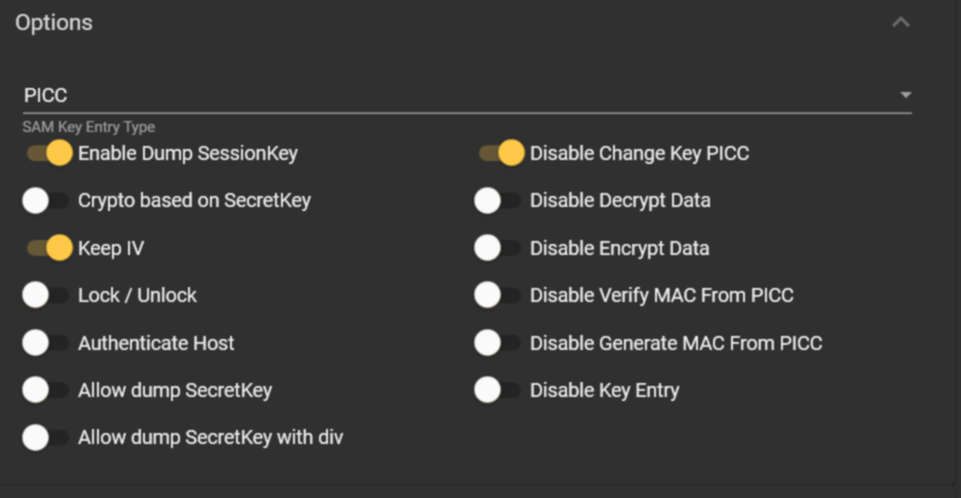 Options
PICC
SAM Key Entry Type
Enable Dump SessionKey
Disable Change Key PICC
Crypto based on SecretKey
Disable Decrypt Data
Keep IV
Disable Encrypt Data
Lock / Unlock
Disable Verify MAC From PICC
Authenticate Host
Disable Generate MAC From PICC
Allow dump SecretKey
Disable Key Entry
Allow dump SecretKey with div